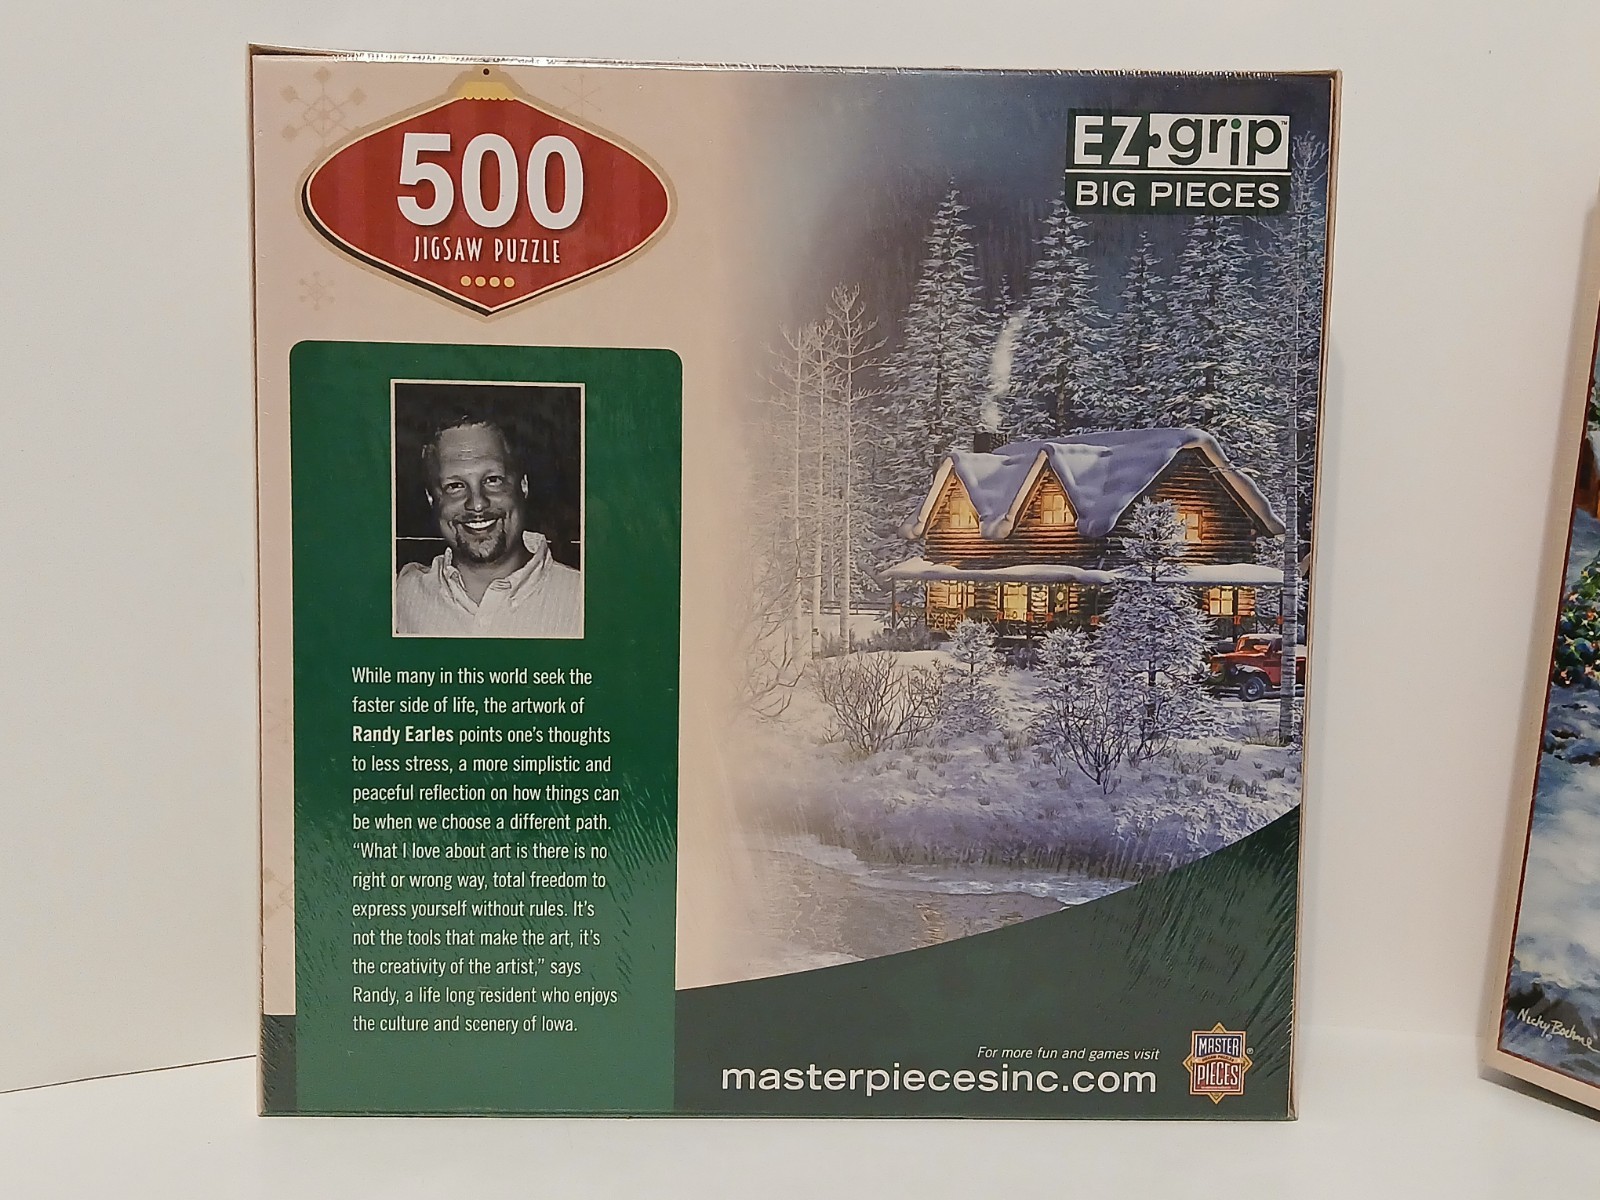 500
JIGSAW PUZZLE
EZ grip™
BIG PIECES
While many in this world seek the
faster side of life, the artwork of
Randy Earles points one's thoughts
to less stress, a more simplistic and
peaceful reflection on how things can
be when we choose a different path.
“What I love about art is there is no
right or wrong way, total freedom to
express yourself without rules. It's
not the tools that make the art, it's
the creativity of the artist,” says
Randy, a life long resident who enjoys
the culture and scenery of Iowa.
For more fun and games visit
masterpiecesinc.com
MASTER
PIECES
®
Nicky Boehme